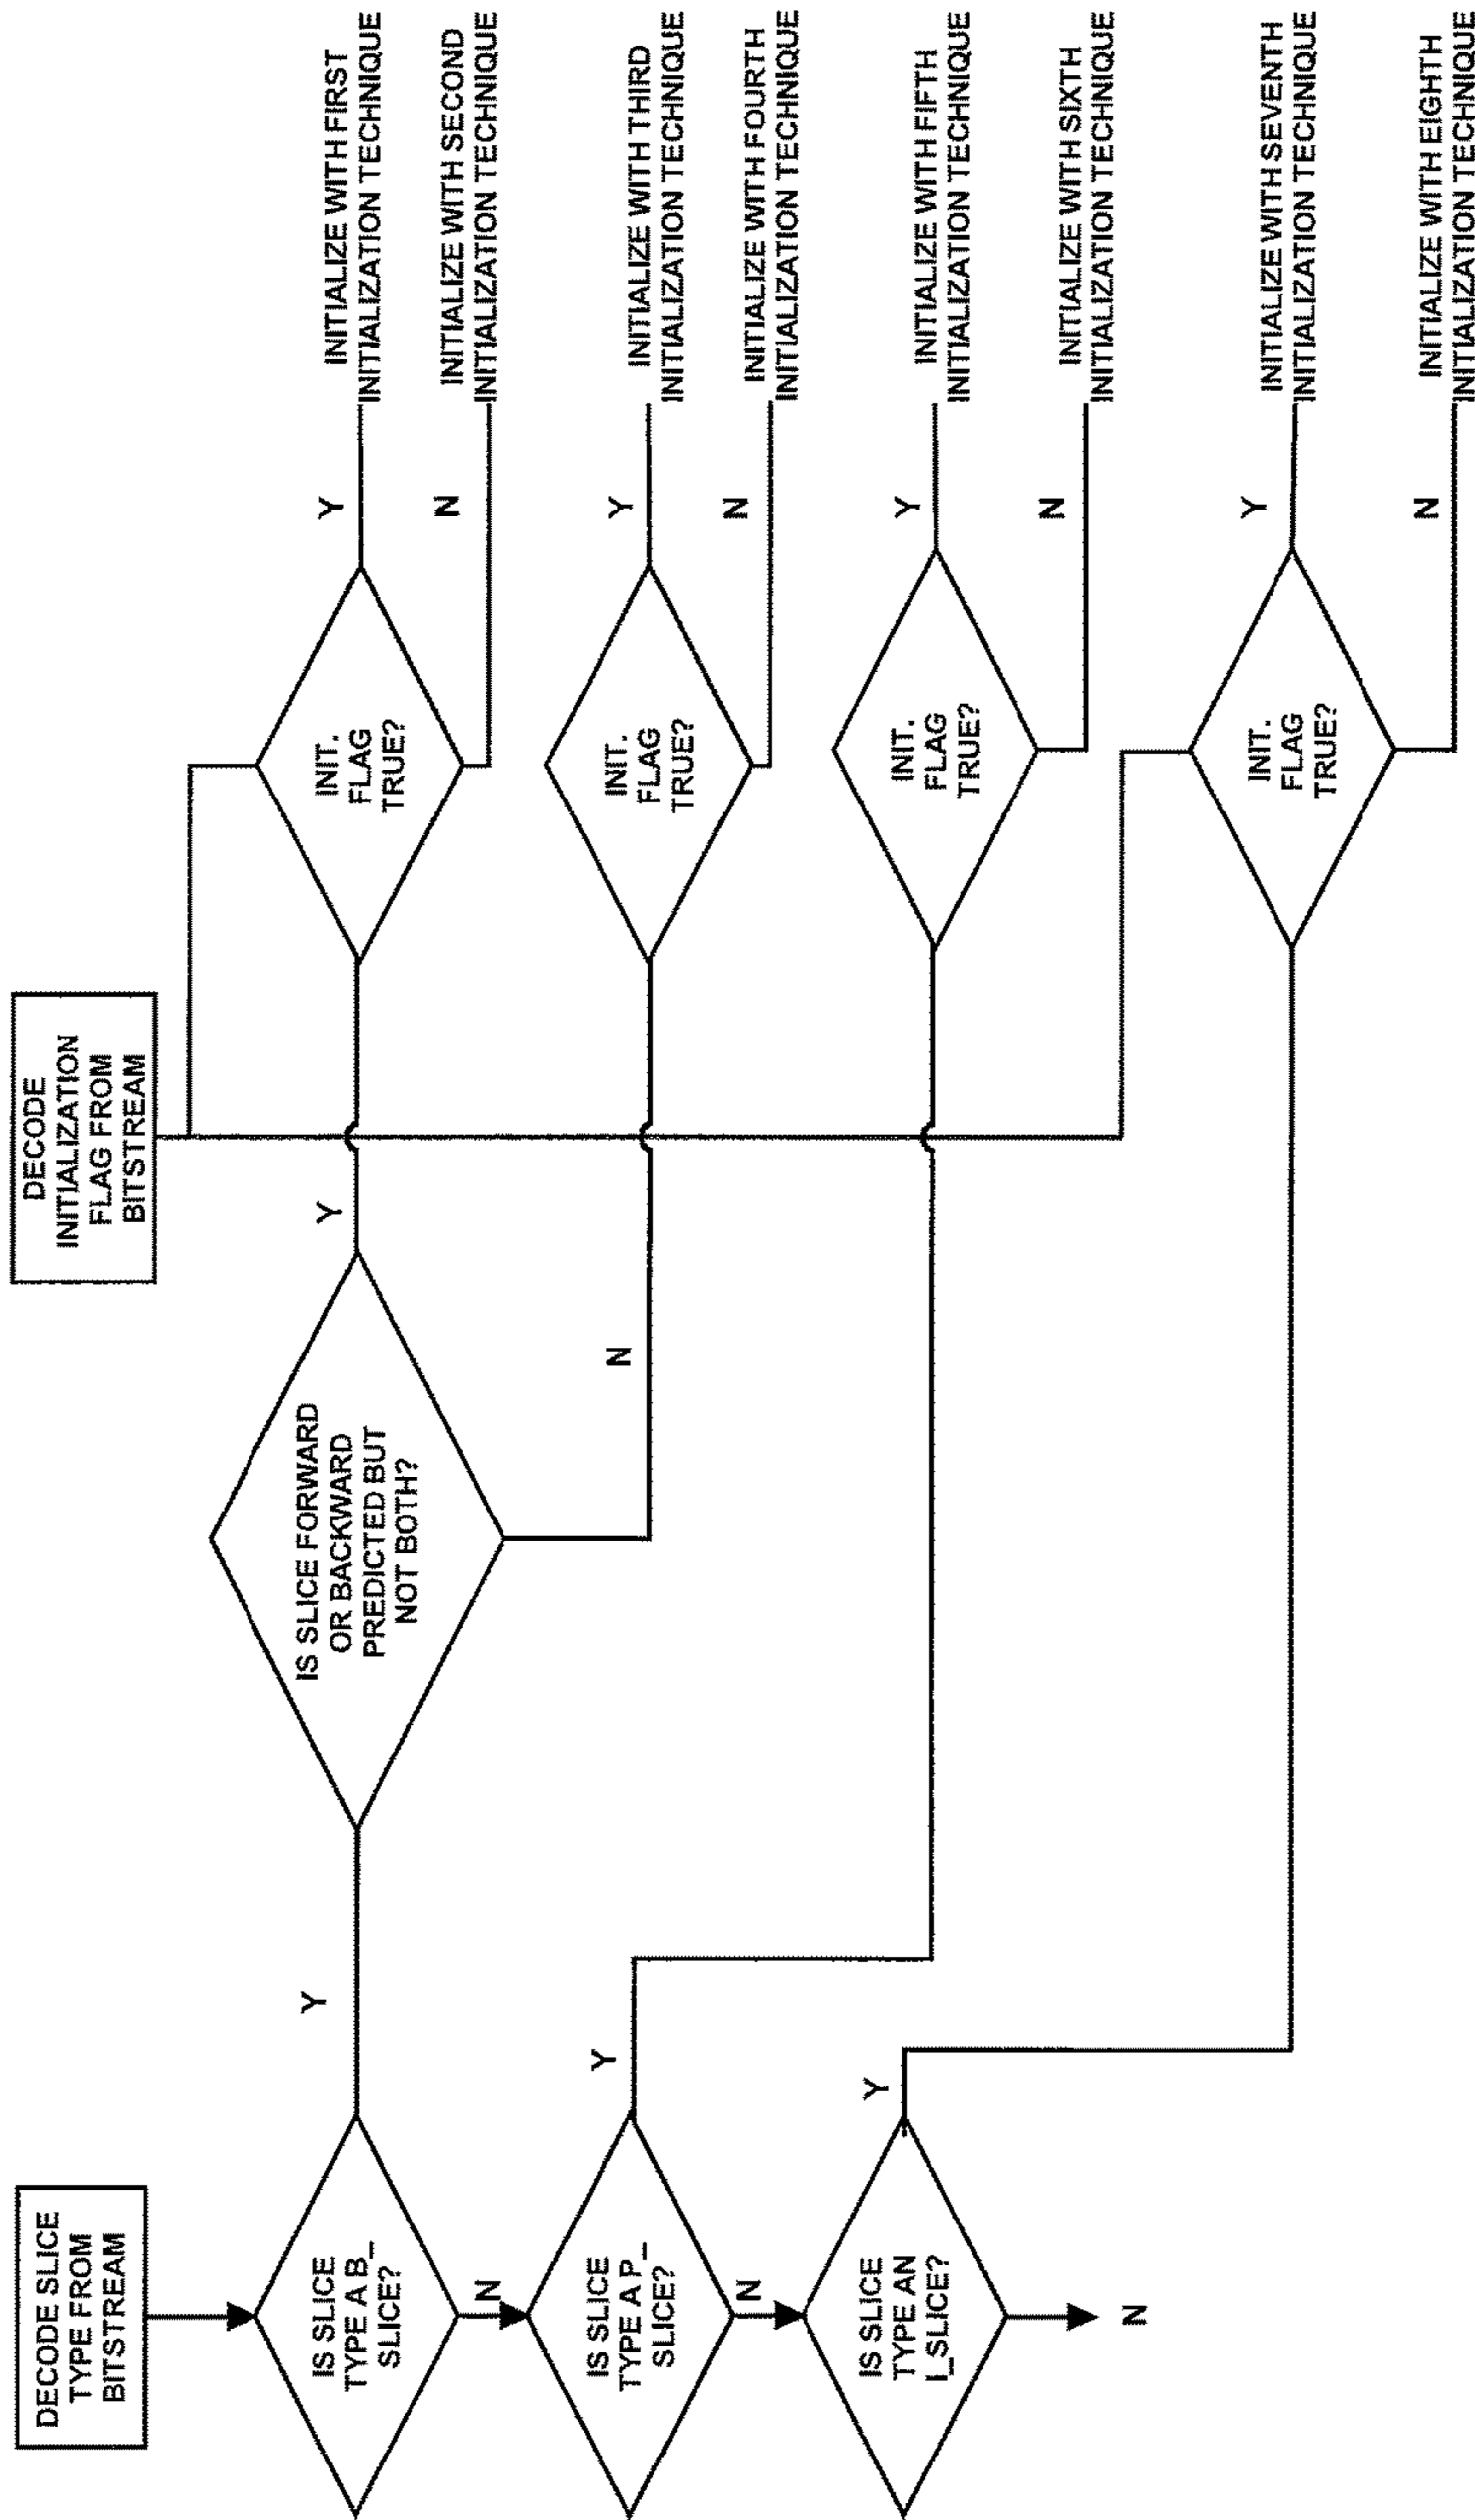 DECODE SLICE
TYPE FROM
BITSTREAM
DECODE
INITIALIZATION
FLAG FROM
BITSTREAM
IS SLICE
TYPE A B_
SLICE?
Y
IS SLICE FORWARD
OR BACKWARD
PREDICTED BUT
NOT BOTH?
Y
INIT.
FLAG
TRUE?
Y
INITIALIZE WITH FIRST
INITIALIZATION TECHNIQUE
N
INITIALIZE WITH SECOND
INITIALIZATION TECHNIQUE
N
N
IS SLICE
TYPE A P_
SLICE?
Y
INIT.
FLAG
TRUE?
Y
INITIALIZE WITH THIRD
INITIALIZATION TECHNIQUE
N
INITIALIZE WITH FOURTH
INITIALIZATION TECHNIQUE
N
IS SLICE
TYPE AN
I_SLICE?
Y
INIT.
FLAG
TRUE?
Y
INITIALIZE WITH FIFTH
INITIALIZATION TECHNIQUE
N
INITIALIZE WITH SIXTH
INITIALIZATION TECHNIQUE
N
INIT.
FLAG
TRUE?
Y
INITIALIZE WITH SEVENTH
INITIALIZATION TECHNIQUE
N
INITIALIZE WITH EIGHTH
INITIALIZATION TECHNIQUE